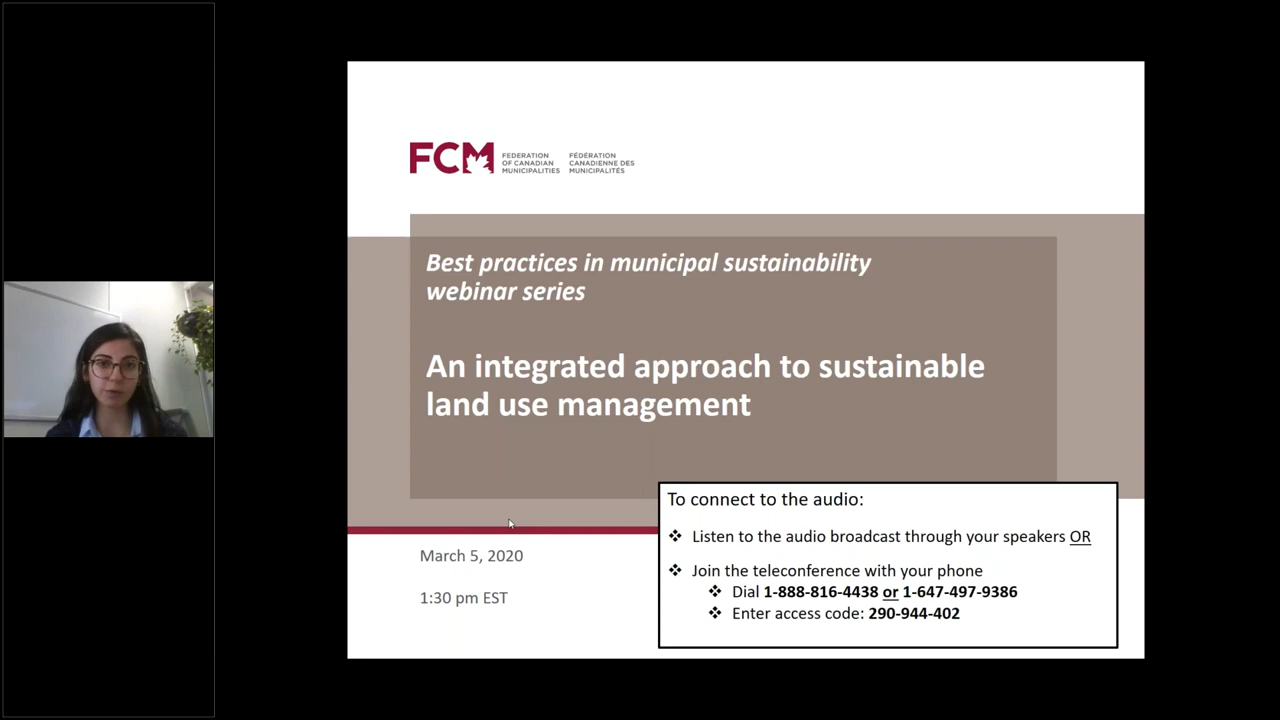 FCM
FEDERATION
OF CANADIAN
MUNICIPALITIES
FÉDÉRATION
CANADIENNE DES
MUNICIPALITÉS
Best practices in municipal sustainability
webinar series
An integrated approach to sustainable
land use management
March 5, 2020
1:30 pm EST
To connect to the audio:
❖ Listen to the audio broadcast through your speakers OR
❖ Join the teleconference with your phone
❖ Dial 1-888-816-4438 or 1-647-497-9386
❖ Enter access code: 290-944-402